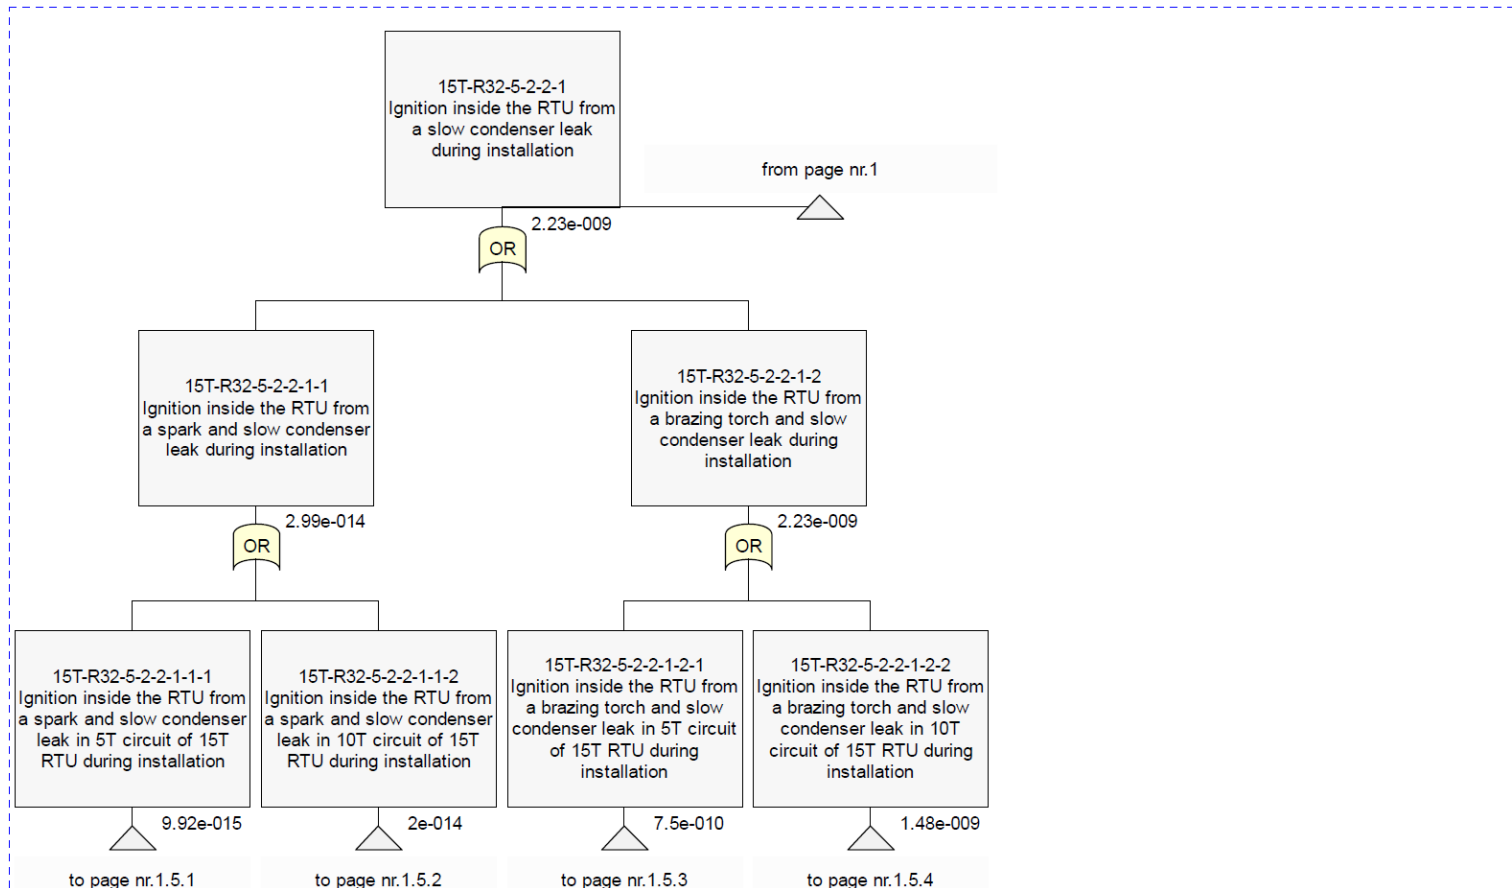 15T-R32-5-2-2-1
Ignition inside the RTU from
a slow condenser leak
during installation
from page nr.1
2.23e-009
OR
15T-R32-5-2-2-1-1
Ignition inside the RTU from
a spark and slow condenser
leak during installation
15T-R32-5-2-2-1-2
Ignition inside the RTU from
a brazing torch and slow
condenser leak during
installation
2.99e-014
OR
2.23e-009
OR
15T-R32-5-2-2-1-1-1
Ignition inside the RTU from
a spark and slow condenser
leak in 5T circuit of 15T
RTU during installation
15T-R32-5-2-2-1-1-2
Ignition inside the RTU from
a spark and slow condenser
leak in 10T circuit of 15T
RTU during installation
15T-R32-5-2-2-1-2-1
Ignition inside the RTU from
a brazing torch and slow
condenser leak in 5T circuit
of 15T RTU during
installation
15T-R32-5-2-2-1-2-2
Ignition inside the RTU from
a brazing torch and slow
condenser leak in 10T
circuit of 15T RTU during
installation
9.92e-015
2e-014
7.5e-010
1.48e-009
to page nr.1.5.1
to page nr.1.5.2
to page nr.1.5.3
to page nr.1.5.4